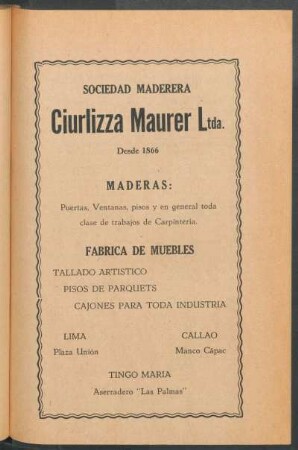 SOCIEDAD MADERERA
Ciurlizza Maurer Ltda.
Desde 1866
MADERAS:
Puertas, Ventanas, pisos y en general toda
clase de trabajos de Carpintería.
FABRICA DE MUEBLES
TALLADO ARTISTICO
PISOS DE PARQUETS
CAJONES PARA TODA INDUSTRIA
LIMA
Plaza Unión
CALLAO
Manco Cápac
TINGO MARIA
Aserradero "Las Palmas"